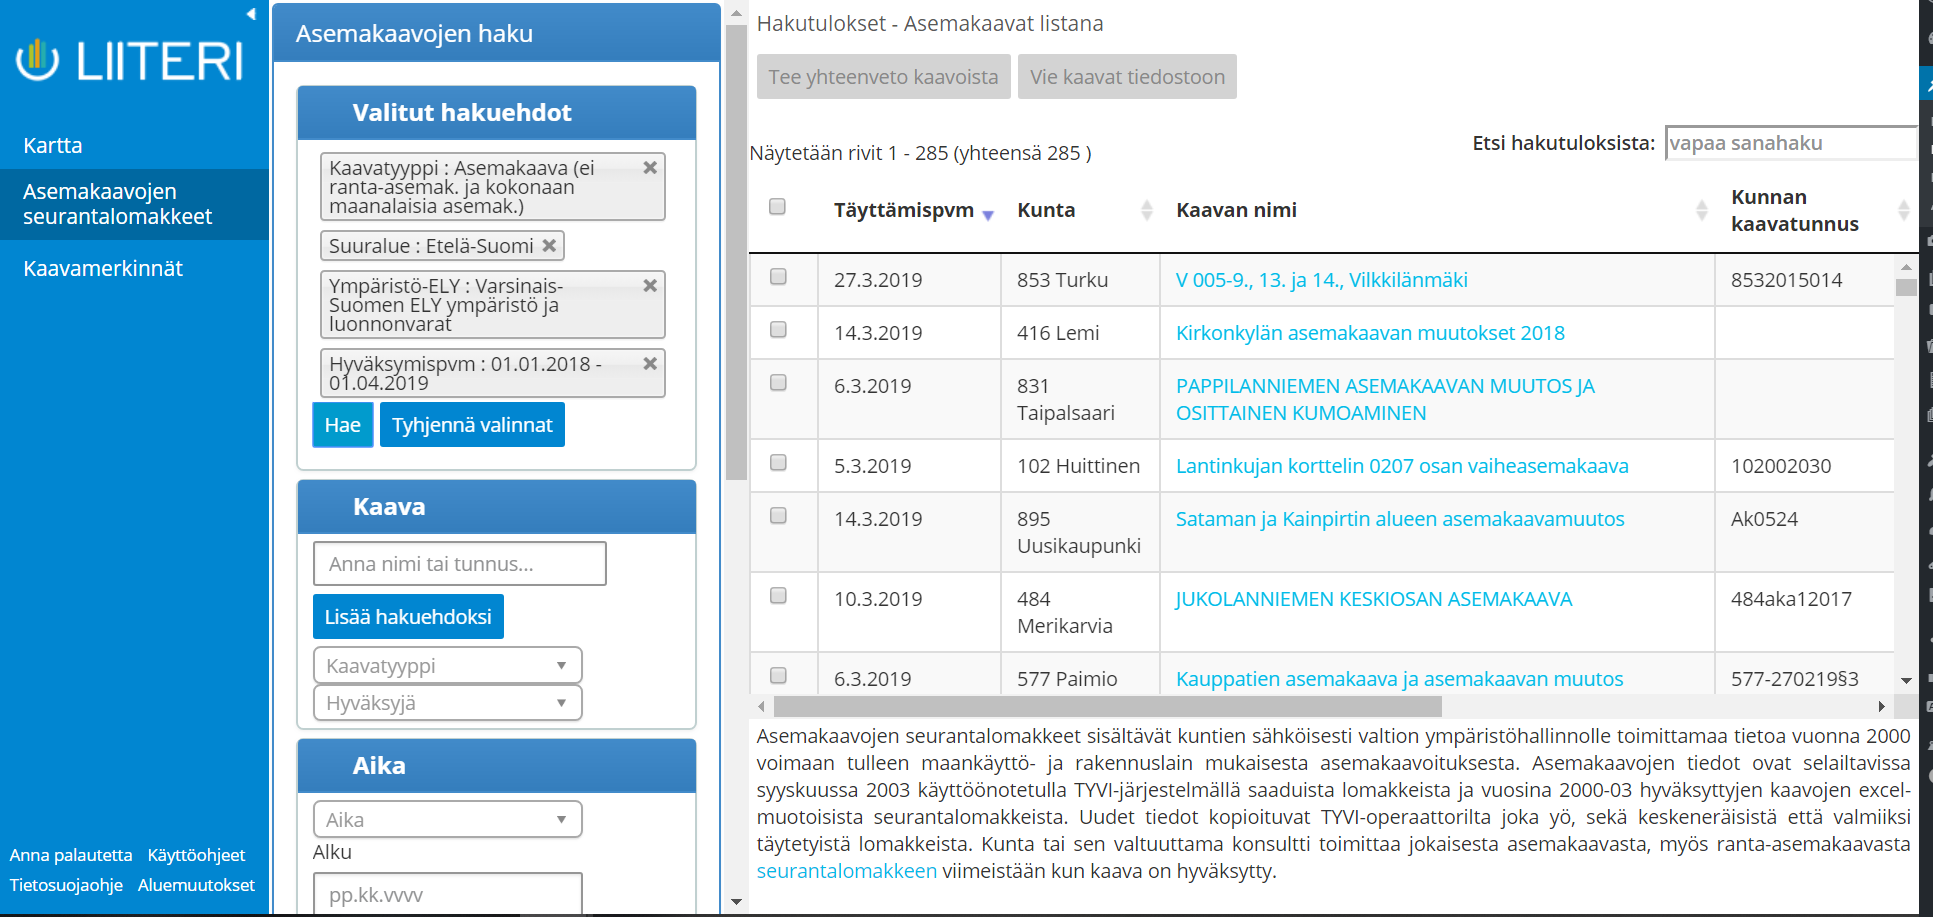 LIITERI
Kartta
Asemakaavojen
seurantalomakkeet
Kaavamerkinnät
Anna palautetta Käyttöohjeet
Tietosuojaohje Aluemuutokset
Asemakaavojen haku
Valitut hakuehdot
Kaavatyyppi : Asemakaava (ei
ranta-asemak. ja kokonaan
maanalaisia asemak.)
Suuralue : Etelä-Suomi
Ympäristö-ELY : Varsinais-
Suomen ELY ympäristö ja
luonnonvarat
Hyväksymispvm : 01.01.2018 -
01.04.2019
Hae Tyhjennä valinnat
Kaava
Anna nimi tai tunnus...
Lisää hakuehdoksi
Kaavatyyppi
Hyväksyjä
Aika
Aika
Alku
pp.kk.vvvv
Hakutulokset - Asemakaavat listana
Tee yhteenveto kaavoista Vie kaavat tiedostoon
Etsi hakutuloksista: vapaa sanahaku
Näytetään rivit 1 - 285 (yhteensä 285 )
Täyttämispvm Kunta Kaavan nimi Kunnan
kaavatunnus
27.3.2019 853 Turku V 005-9., 13. ja 14., Vilkkilänmäki 8532015014
14.3.2019 416 Lemi Kirkonkylän asemakaavan muutokset 2018
6.3.2019 831 PAPPILANNIEMEN ASEMAKAAVAN MUUTOS JA
Taipalsaari OSITTAINEN KUMOAMINEN
5.3.2019 102 Huittinen Lantinkujan korttelin 0207 osan vaiheasemakaava 102002030
14.3.2019 895 Sataman ja Kainpirtin alueen asemakaavamuutos Ak0524
Uusikaupunki
10.3.2019 484 JUKOLANNIEMEN KESKIOSAN ASEMAKAAVA 484aka12017
Merikarvia
6.3.2019 577 Paimio Kauppatien asemakaava ja asemakaavan muutos 577-270219§3
Asemakaavojen seurantalomakkeet sisältävät kuntien sähköisesti valtion ympäristöhallinnolle toimittamaa tietoa vuonna 2000
voimaan tulleen maankäyttö- ja rakennuslain mukaisesta asemakaavoituksesta. Asemakaavojen tiedot ovat selailtavissa
syyskuussa 2003 käyttöönotetulla TYVI-järjestelmällä saaduista lomakkeista ja vuosina 2000-03 hyväksyttyjen kaavojen excel-
muotoisista seurantalomakkeista. Uudet tiedot kopioituvat TYVI-operaattorilta joka yö, sekä keskeneräisistä että valmiiksi
täytetyistä lomakkeista. Kunta tai sen valtuuttama konsultti toimittaa jokaisesta asemakaavasta, myös ranta-asemakaavasta
seurantalomakkeen viimeistään kun kaava on hyväksytty.